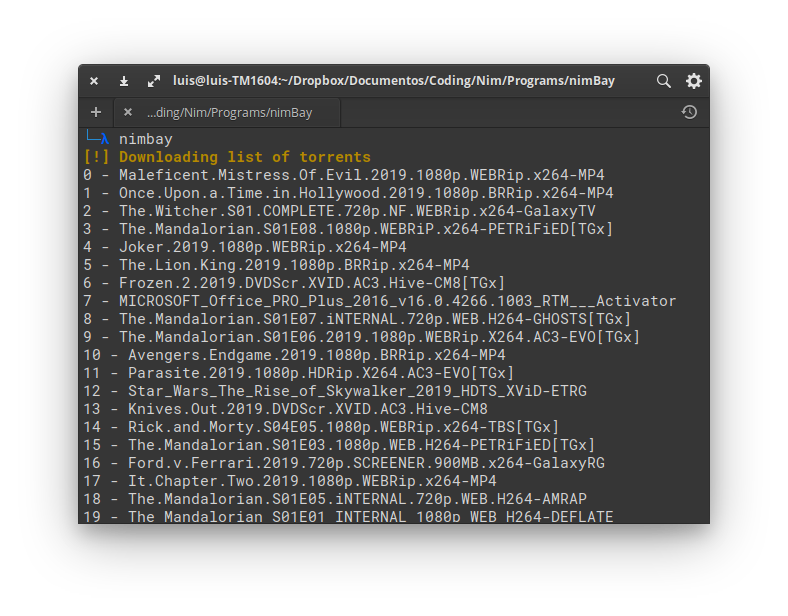 luis@luis-TM1604:~/Dropbox/Documentos/Coding/Nim/Programs/nimBay
...ding/Nim/Programs/nimBay
└─λ nimbay
[!] Downloading list of torrents
0 - Maleficent.Mistress.Of.Evil.2019.1080p.WEBRip.x264-MP4
1 - Once.Upon.a.Time.in.Hollywood.2019.1080p.BRRip.x264-MP4
2 - The.Witcher.S01.COMPLETE.720p.NF.WEBRip.x264-GalaxyTV
3 - The.Mandalorian.S01E08.1080p.WEBRiP.x264-PETRiFiED[TGx]
4 - Joker.2019.1080p.WEBRip.x264-MP4
5 - The.Lion.King.2019.1080p.BRRip.x264-MP4
6 - Frozen.2.2019.DVDScr.XVID.AC3.Hive-CM8[TGx]
7 - MICROSOFT_Office_PRO_Plus_2016_v16.0.4266.1003_RTM___Activator
8 - The.Mandalorian.S01E07.iNTERNAL.720p.WEB.H264-GHOSTS[TGx]
9 - The.Mandalorian.S01E06.2019.1080p.WEBRip.X264.AC3-EVO[TGx]
10 - Avengers.Endgame.2019.1080p.BRRip.x264-MP4
11 - Parasite.2019.1080p.HDRip.X264.AC3-EVO[TGx]
12 - Star_Wars_The_Rise_of_Skywalker_2019_HDTS_XViD-ETRG
13 - Knives.Out.2019.DVDScr.XVID.AC3.Hive-CM8
14 - Rick.and.Morty.S04E05.1080p.WEBRip.x264-TBS[TGx]
15 - The.Mandalorian.S01E03.1080p.WEB.H264-PETRiFiED[TGx]
16 - Ford.v.Ferrari.2019.720p.SCREENER.900MB.x264-GalaxyRG
17 - It.Chapter.Two.2019.1080p.WEBRip.x264-MP4
18 - The.Mandalorian.S01E05.iNTERNAL.720p.WEB.H264-AMRAP
19 - The Mandalorian S01E01 INTERNAL 1080p WEB H264-DEFLATE